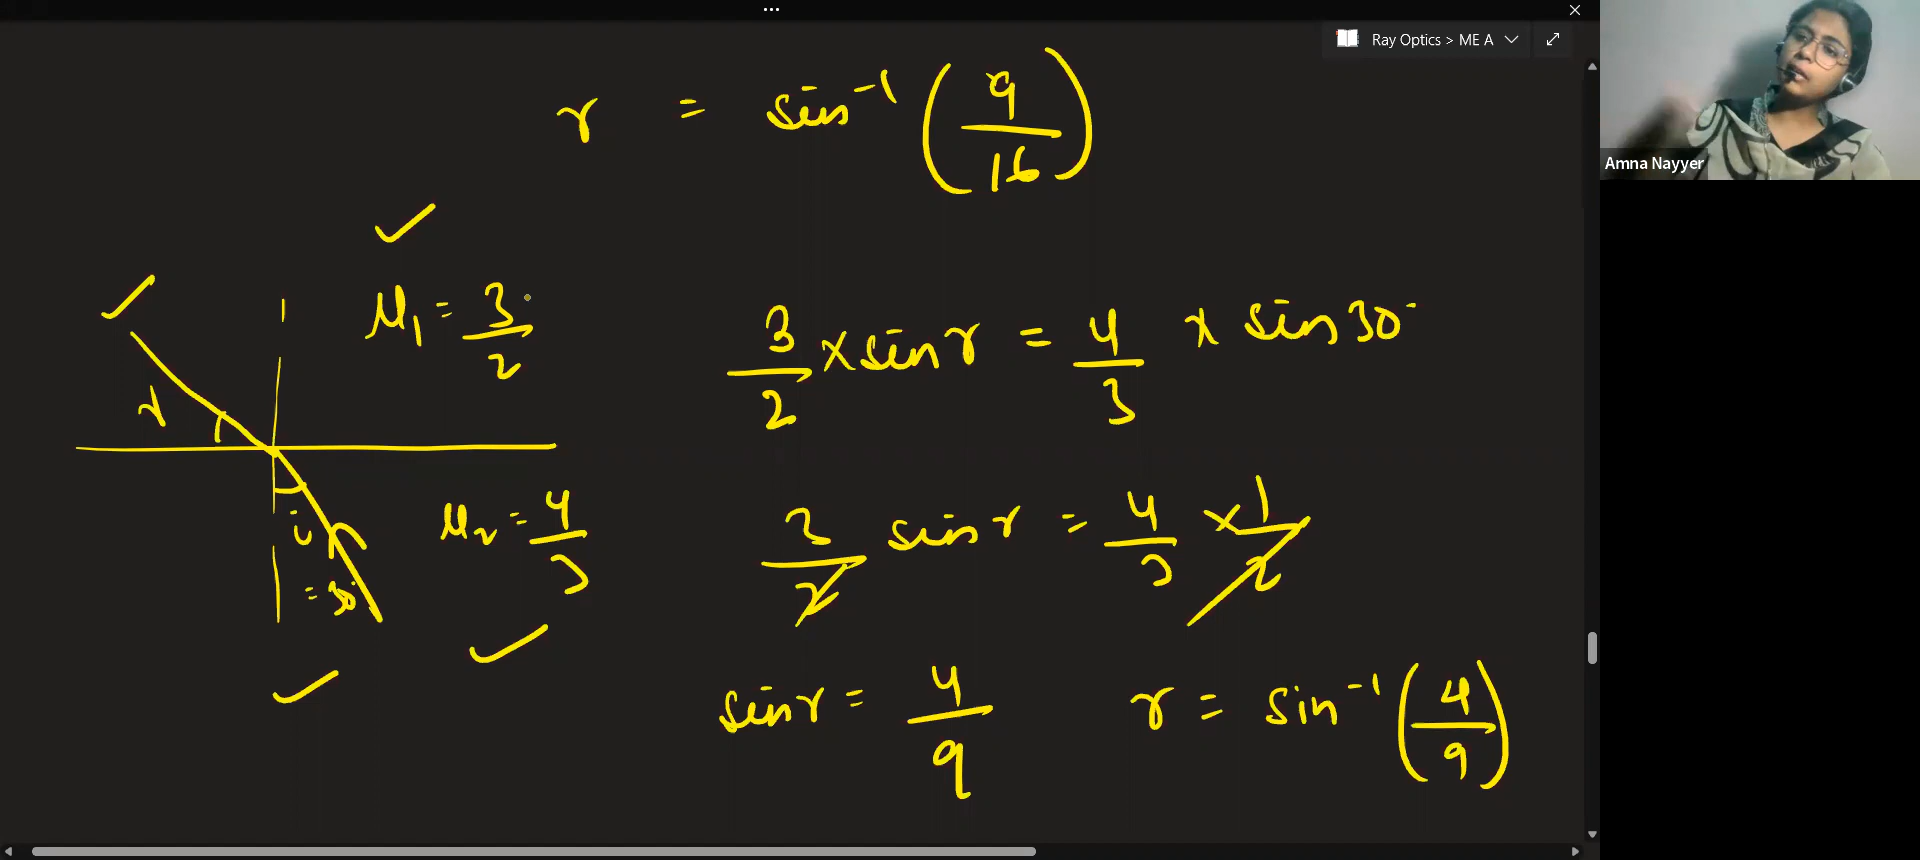 Ray Optics > ME A
Amna Nayyer
r = sin⁻¹ (9/16)
μ₁ = 3/2
3/2 × sin r = 4/3 × sin 30°
r
i = 30°
μ₂ = 4/3
3/2 sin r = 4/3 × 1/2
sin r = 4/9
r = sin⁻¹ (4/9)